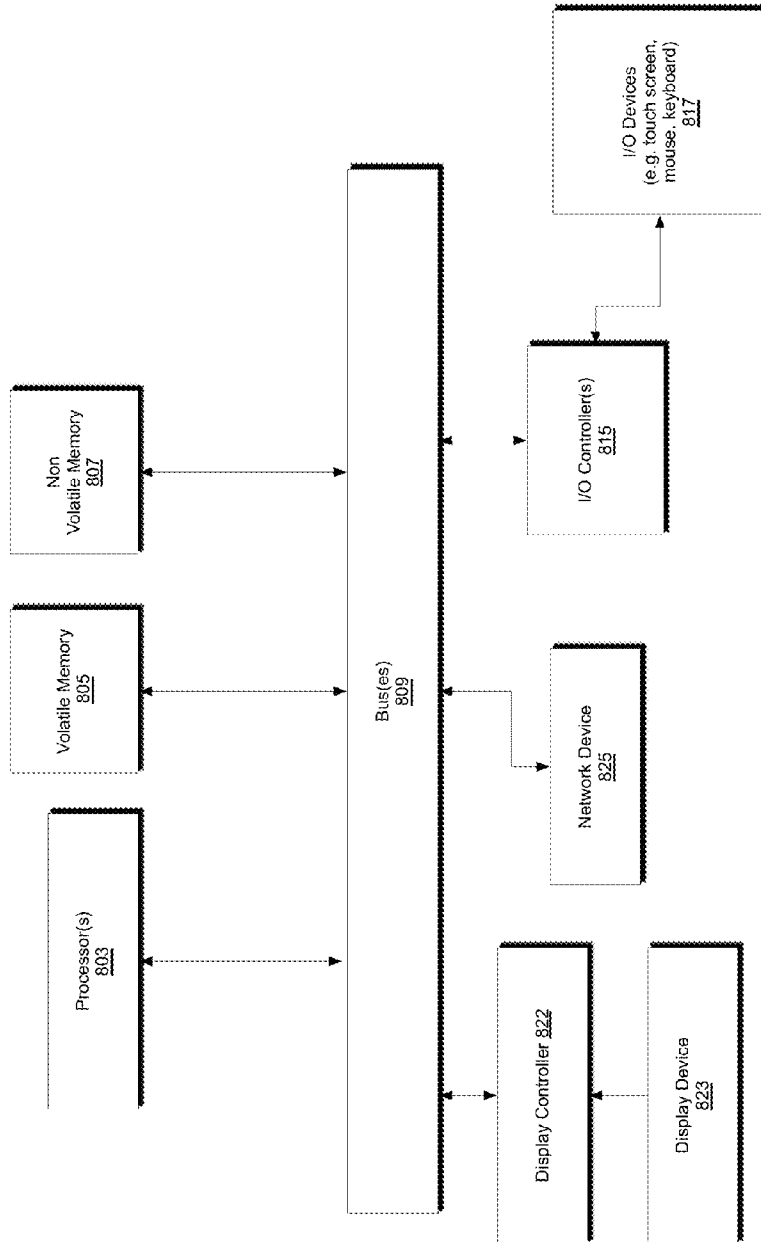 Processor(s)
803
Volatile Memory
805
Non
Volatile Memory
807
Bus(es)
809
Display Controller 822
Display Device
823
Network Device
825
I/O Controller(s)
815
I/O Devices
(e.g. touch screen,
mouse, keyboard)
817